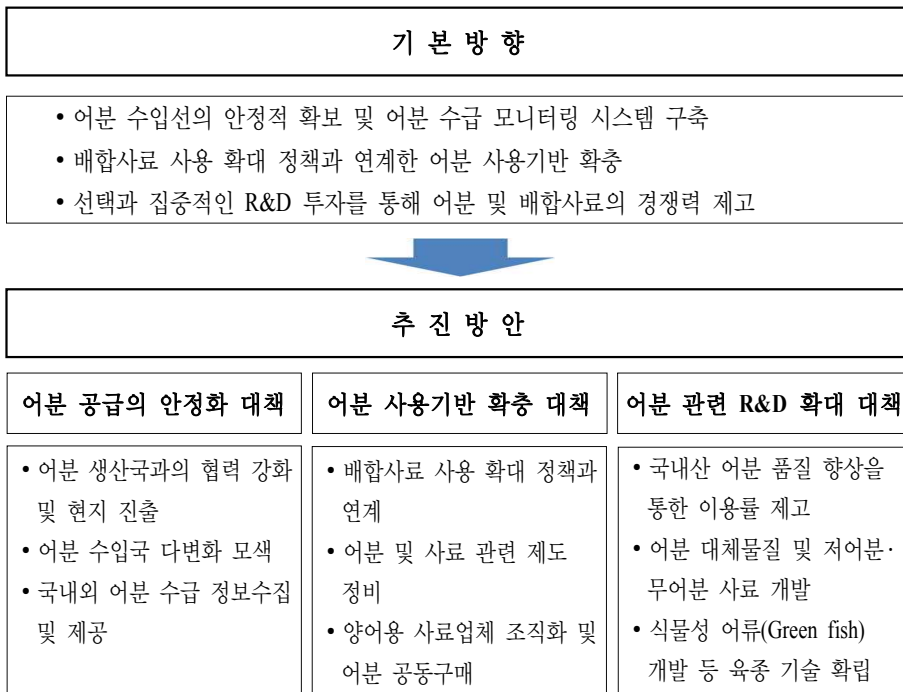 기 본 방 향
• 어분 수입선의 안정적 확보 및 어분 수급 모니터링 시스템 구축
• 배합사료 사용 확대 정책과 연계한 어분 사용기반 확충
• 선택과 집중적인 R&D 투자를 통해 어분 및 배합사료의 경쟁력 제고
추 진 방 안
어분 공급의 안정화 대책
• 어분 생산국과의 협력 강화
및 현지 진출
• 어분 수입국 다변화 모색
• 국내외 어분 수급 정보수집
및 제공
어분 사용기반 확충 대책
• 배합사료 사용 확대 정책과
연계
• 어분 및 사료 관련 제도
정비
• 양어용 사료업체 조직화 및
어분 공동구매
어분 관련 R&D 확대 대책
• 국내산 어분 품질 향상을
통한 이용률 제고
• 어분 대체물질 및 저어분·
무어분 사료 개발
• 식물성 어류(Green fish)
개발 등 육종 기술 확립